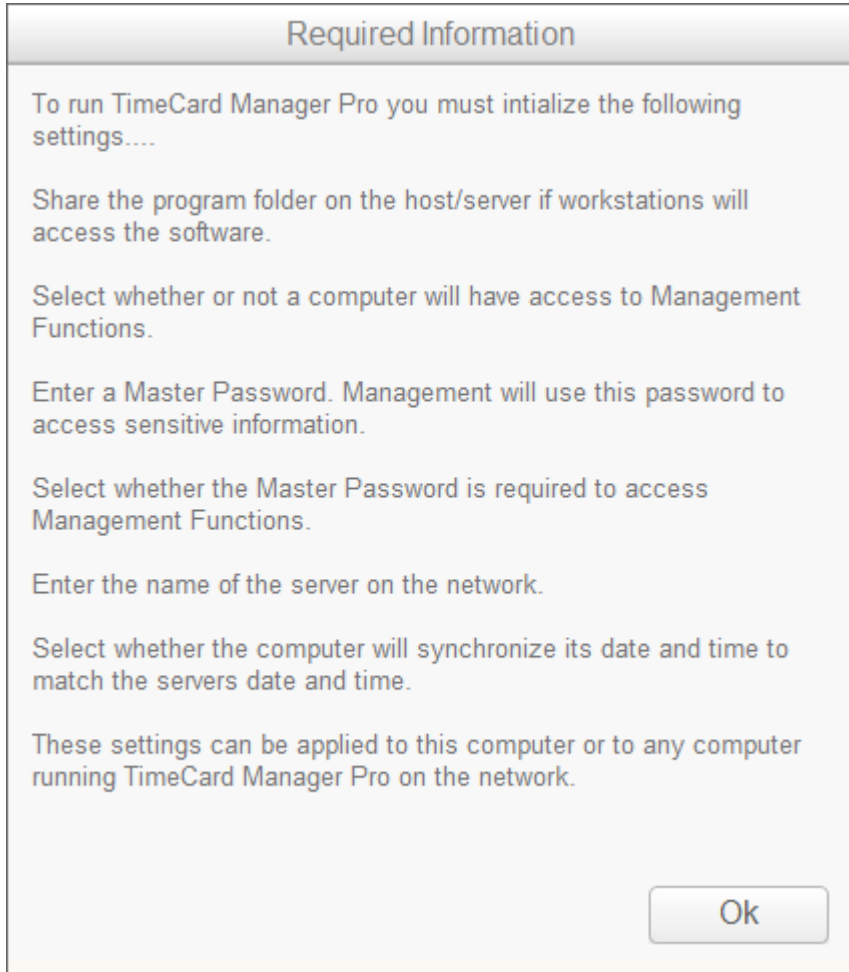 Required Information
To run TimeCard Manager Pro you must intialize the following
settings....
Share the program folder on the host/server if workstations will
access the software.
Select whether or not a computer will have access to Management
Functions.
Enter a Master Password. Management will use this password to
access sensitive information.
Select whether the Master Password is required to access
Management Functions.
Enter the name of the server on the network.
Select whether the computer will synchronize its date and time to
match the servers date and time.
These settings can be applied to this computer or to any computer
running TimeCard Manager Pro on the network.
Ok